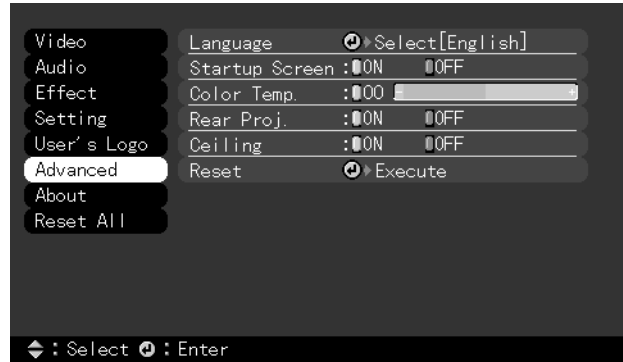 Video
Audio
Effect
Setting
User's Logo
Advanced
About
Reset All
Language Select[English]
Startup Screen : ON OFF
Color Temp. : 00 - +
Rear Proj. : ON OFF
Ceiling : ON OFF
Reset Execute
: Select : Enter